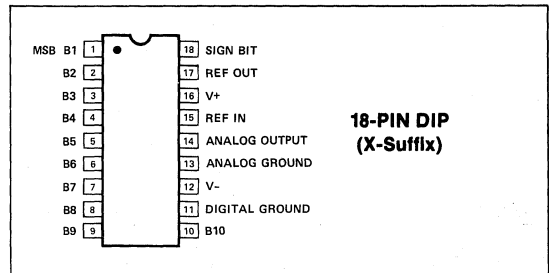 MSB B1 1 18 SIGN BIT
B2 2 17 REF OUT
B3 3 16 V+
B4 4 15 REF IN
B5 5 14 ANALOG OUTPUT
B6 6 13 ANALOG GROUND
B7 7 12 V-
B8 8 11 DIGITAL GROUND
B9 9 10 B10
18-PIN DIP
(X-Suffix)